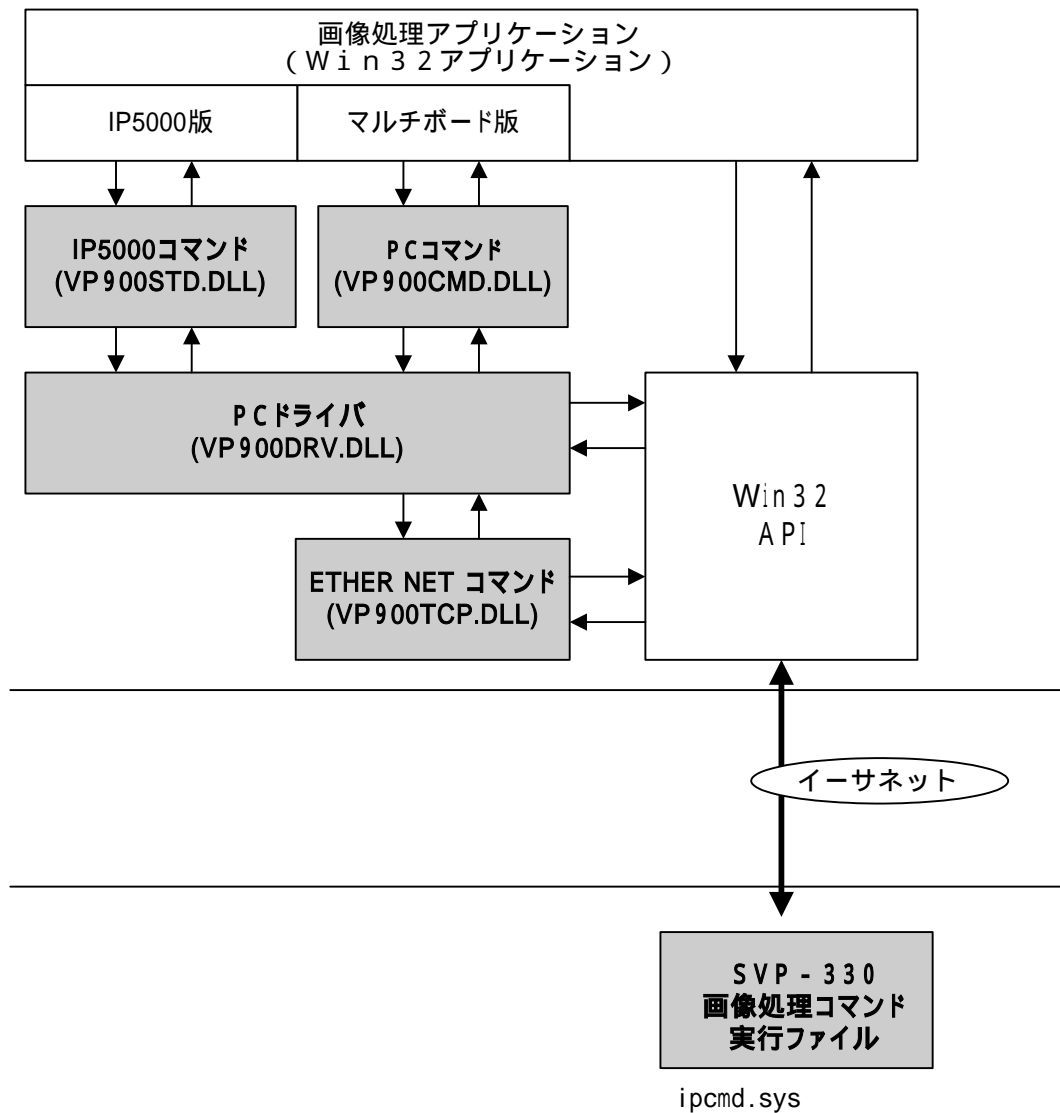 画像処理アプリケーション
(Ｗｉｎ３２アプリケーション)
IP5000版
マルチボード版
IP5000コマンド
(VP900STD.DLL)
PCコマンド
(VP900CMD.DLL)
PCドライバ
(VP900DRV.DLL)
Win32
API
ETHER NET コマンド
(VP900TCP.DLL)
イーサネット
SVP-330
画像処理コマンド
実行ファイル
ipcmd.sys